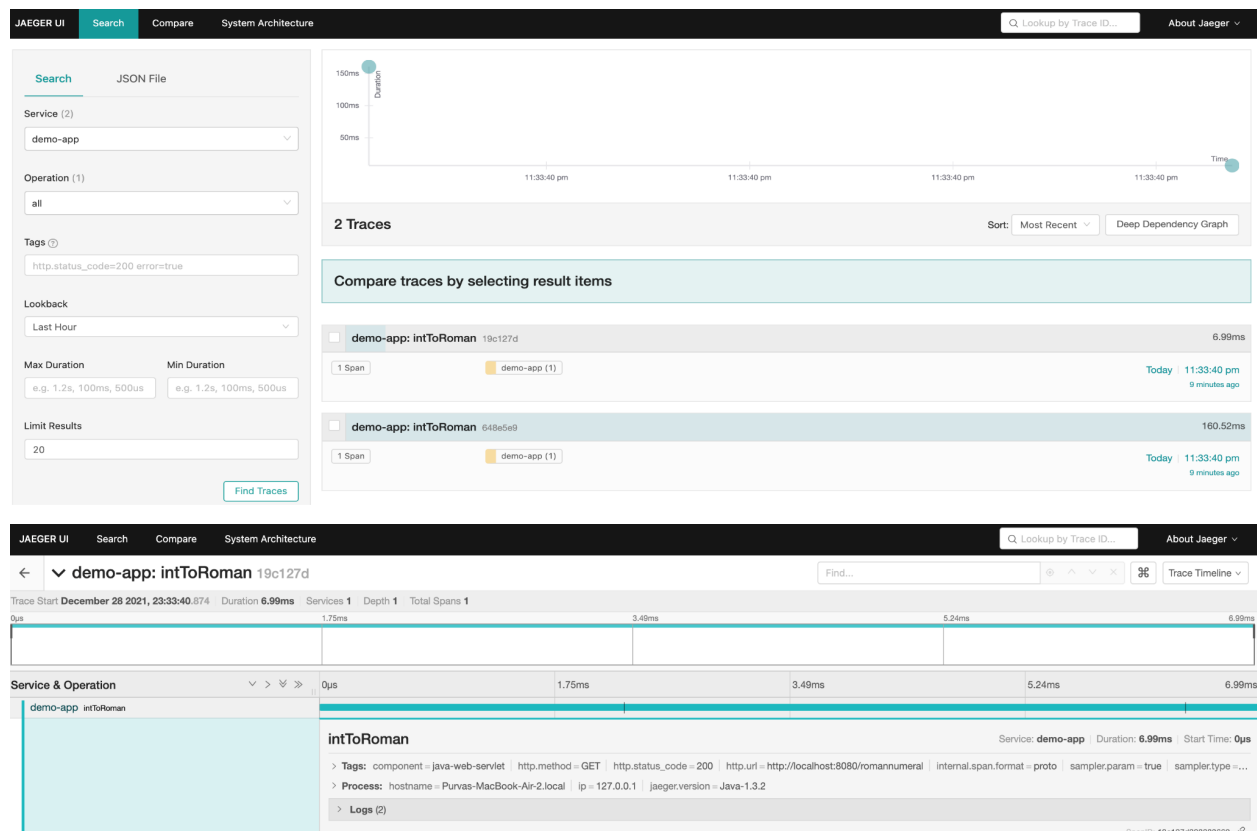 JAEGER UI Search Compare System Architecture Lookup by Trace ID... About Jaeger
Search JSON File
Service (2)
demo-app
Operation (1)
all
Tags
http.status_code=200 error=true
Lookback
Last Hour
Max Duration Min Duration
e.g. 1.2s, 100ms, 500us e.g. 1.2s, 100ms, 500us
Limit Results
20
Find Traces
150ms
Duration
100ms
50ms
Time
11:33:40 pm 11:33:40 pm 11:33:40 pm 11:33:40 pm
2 Traces Sort: Most Recent Deep Dependency Graph
Compare traces by selecting result items
demo-app: intToRoman 19c127d 6.99ms
1 Span demo-app (1) Today 11:33:40 pm
9 minutes ago
demo-app: intToRoman 648e5e9 160.52ms
1 Span demo-app (1) Today 11:33:40 pm
9 minutes ago
JAEGER UI Search Compare System Architecture Lookup by Trace ID... About Jaeger
demo-app: intToRoman 19c127d Find... Trace Timeline
Trace Start December 28 2021, 23:33:40.874 Duration 6.99ms Services 1 Depth 1 Total Spans 1
0μs 1.75ms 3.49ms 5.24ms 6.99ms
Service & Operation 0μs 1.75ms 3.49ms 5.24ms 6.99ms
demo-app intToRoman
intToRoman Service: demo-app Duration: 6.99ms Start Time: 0μs
Tags: component = java-web-servlet http.method = GET http.status_code = 200 http.url = http://localhost:8080/romannumeral internal.span.format = proto sampler.param = true sampler.type =...
Process: hostname = Purvas-MacBook-Air-2.local ip = 127.0.0.1 jaeger.version = Java-1.3.2
Logs (2)